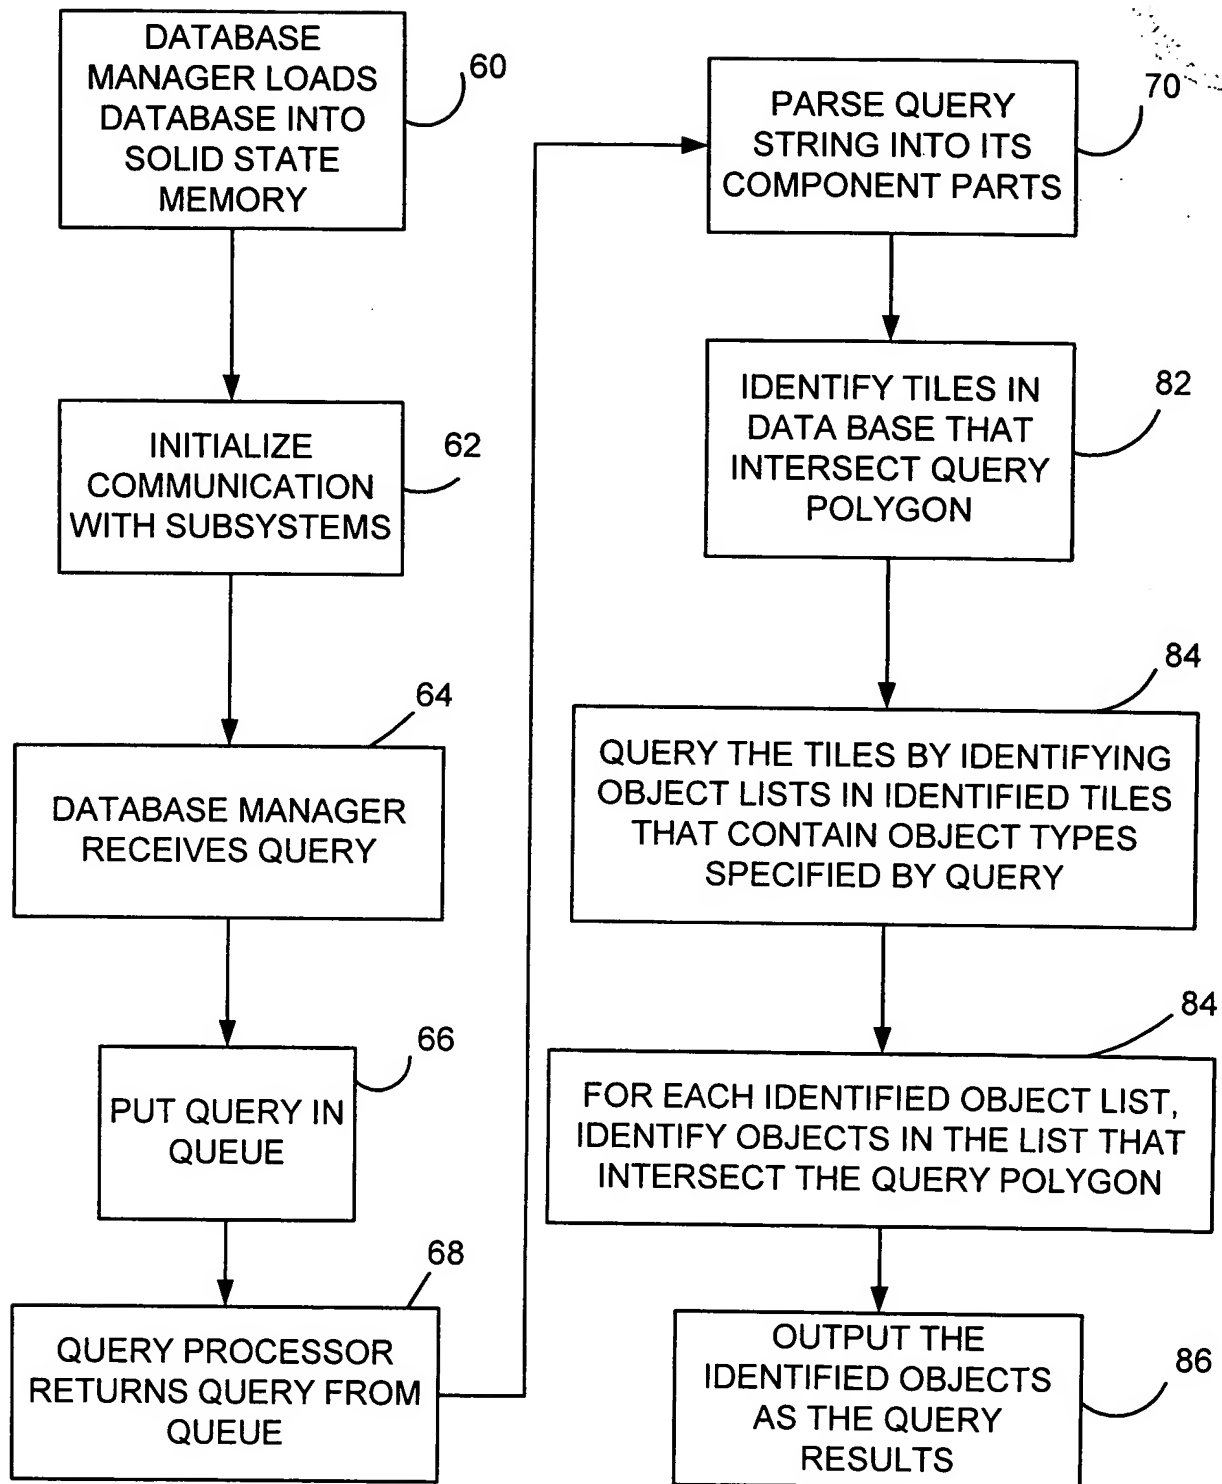 DATABASE
MANAGER LOADS
DATABASE INTO
SOLID STATE
MEMORY
60
INITIALIZE
COMMUNICATION
WITH SUBSYSTEMS
62
64
DATABASE MANAGER
RECEIVES QUERY
66
PUT QUERY IN
QUEUE
68
QUERY PROCESSOR
RETURNS QUERY FROM
QUEUE
70
PARSE QUERY
STRING INTO ITS
COMPONENT PARTS
82
IDENTIFY TILES IN
DATA BASE THAT
INTERSECT QUERY
POLYGON
84
QUERY THE TILES BY IDENTIFYING
OBJECT LISTS IN IDENTIFIED TILES
THAT CONTAIN OBJECT TYPES
SPECIFIED BY QUERY
84
FOR EACH IDENTIFIED OBJECT LIST,
IDENTIFY OBJECTS IN THE LIST THAT
INTERSECT THE QUERY POLYGON
OUTPUT THE
IDENTIFIED OBJECTS
AS THE QUERY
RESULTS
86